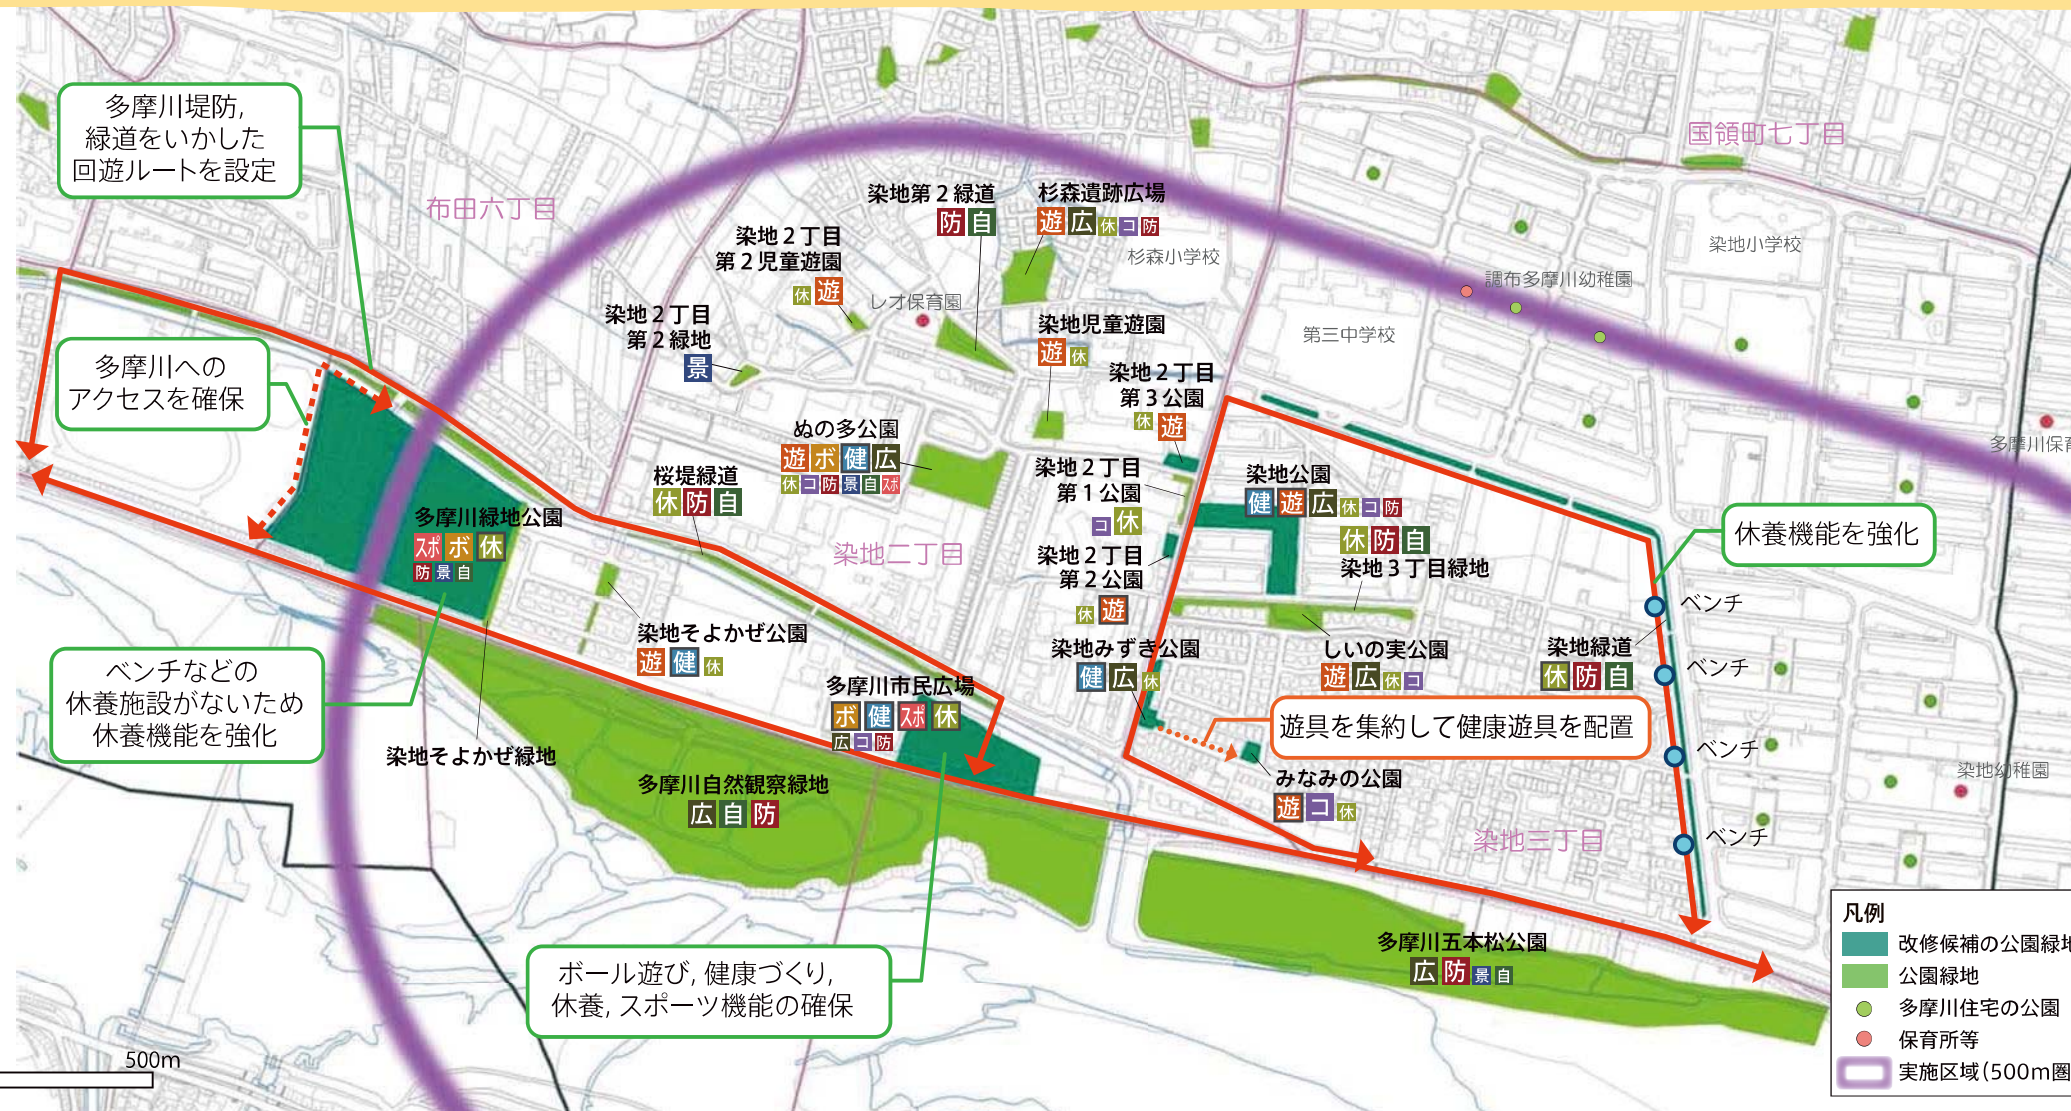 多摩川堤防,
緑道をいかした
回遊ルートを設定
布田六丁目
国領町七丁目
染地第2緑道
防 自
杉森遺跡広場
遊 広 休 コ 防
杉森小学校
染地小学校
染地2丁目
第2児童遊園
休 遊
レオ保育園
調布多摩川幼稚園
第三中学校
染地2丁目
第2緑地
景
染地児童遊園
遊 休
多摩川への
アクセスを確保
染地2丁目
第3公園
休 遊
ぬの多公園
遊 ボ 健 広
休 コ 防 景 自 スポ
多摩川保育
桜堤緑道
休 防 自
染地2丁目
第1公園
コ 休
染地公園
健 遊 広 休 コ 防
多摩川緑地公園
スポ ボ 休
防 景 自
染地二丁目
染地2丁目
第2公園
休 遊
休 防 自
染地3丁目緑地
休養機能を強化
ベンチ
ベンチ
ベンチ
ベンチ
染地そよかぜ公園
遊 健 休
染地みずき公園
健 広 休
しいの実公園
遊 広 休 コ
染地緑道
休 防 自
ベンチなどの
休養施設がないため
休養機能を強化
染地そよかぜ緑地
多摩川市民広場
ボ 健 スポ 休
広 コ 防
遊具を集約して健康遊具を配置
みなみの公園
遊 コ 休
染地幼稚園
多摩川自然観察緑地
広 自 防
染地三丁目
多摩川五本松公園
広 防 景 自
ボール遊び, 健康づくり,
休養, スポーツ機能の確保
500m
凡例
改修候補の公園緑地
公園緑地
多摩川住宅の公園
保育所等
実施区域(500m圏